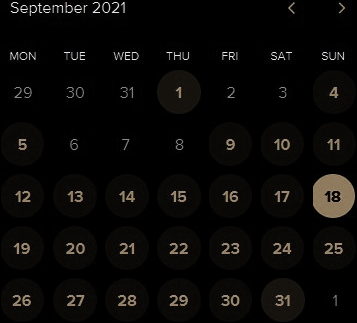 September 2021
MON TUE WED THU FRI SAT SUN
29 30 31 1 2 3 4
5 6 7 8 9 10 11
12 13 14 15 16 17 18
19 20 21 22 23 24 25
26 27 28 29 30 31 1